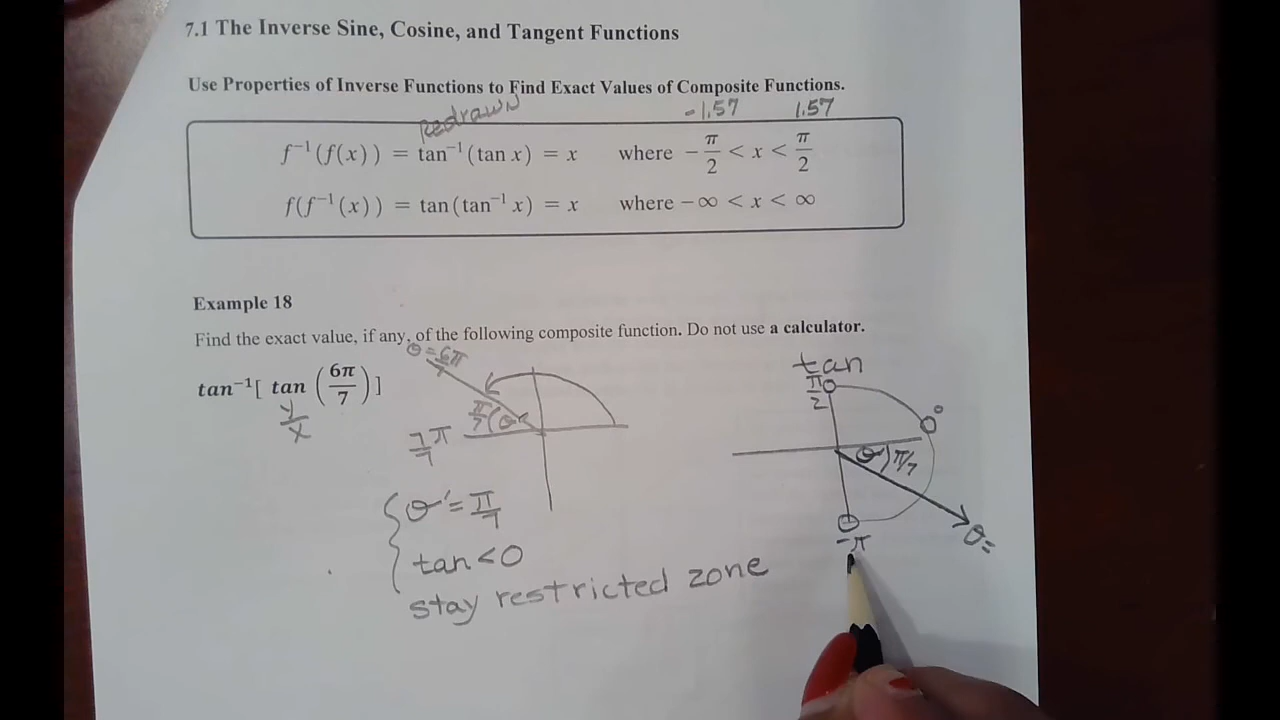 7.1 The Inverse Sine, Cosine, and Tangent Functions
Use Properties of Inverse Functions to Find Exact Values of Composite Functions.
Redrawn
-1.57 1.57
f⁻¹(f(x)) = tan⁻¹(tan x) = x where -π/2 < x < π/2
f(f⁻¹(x)) = tan(tan⁻¹ x) = x where -∞ < x < ∞
Example 18
Find the exact value, if any, of the following composite function. Do not use a calculator.
tan⁻¹[ tan (6π/7) ]
y/x
θ = 6π/7
π/7 ( θ'
7/7 π
θ' = π/7
tan < 0
stay restricted zone
tan
π/2
0
θ' ) π/7
θ =
-π